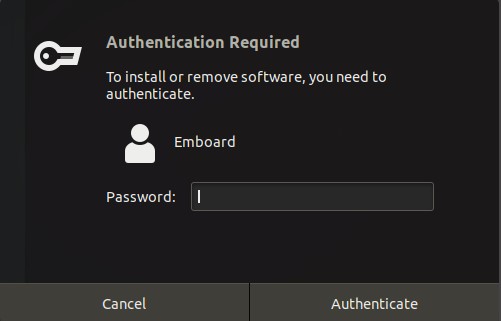 Authentication Required
To install or remove software, you need to
authenticate.
Emboard
Password:
Cancel
Authenticate